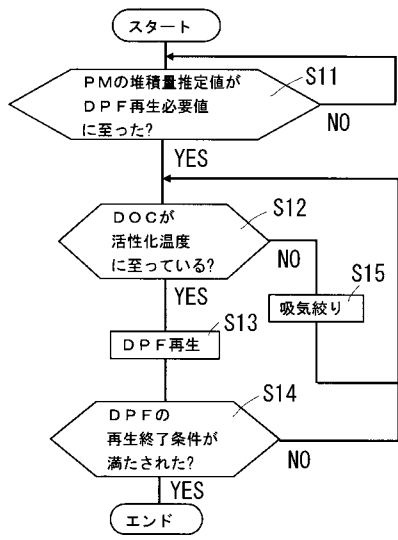 スタート
PMの堆積量推定値が
DPF再生必要値
に至った?
S11
NO
YES
DOCが
活性化温度
に至っている?
S12
NO
YES
S15
吸気絞り
S13
DPF再生
DPFの
再生終了条件が
満たされた?
S14
NO
YES
エンド